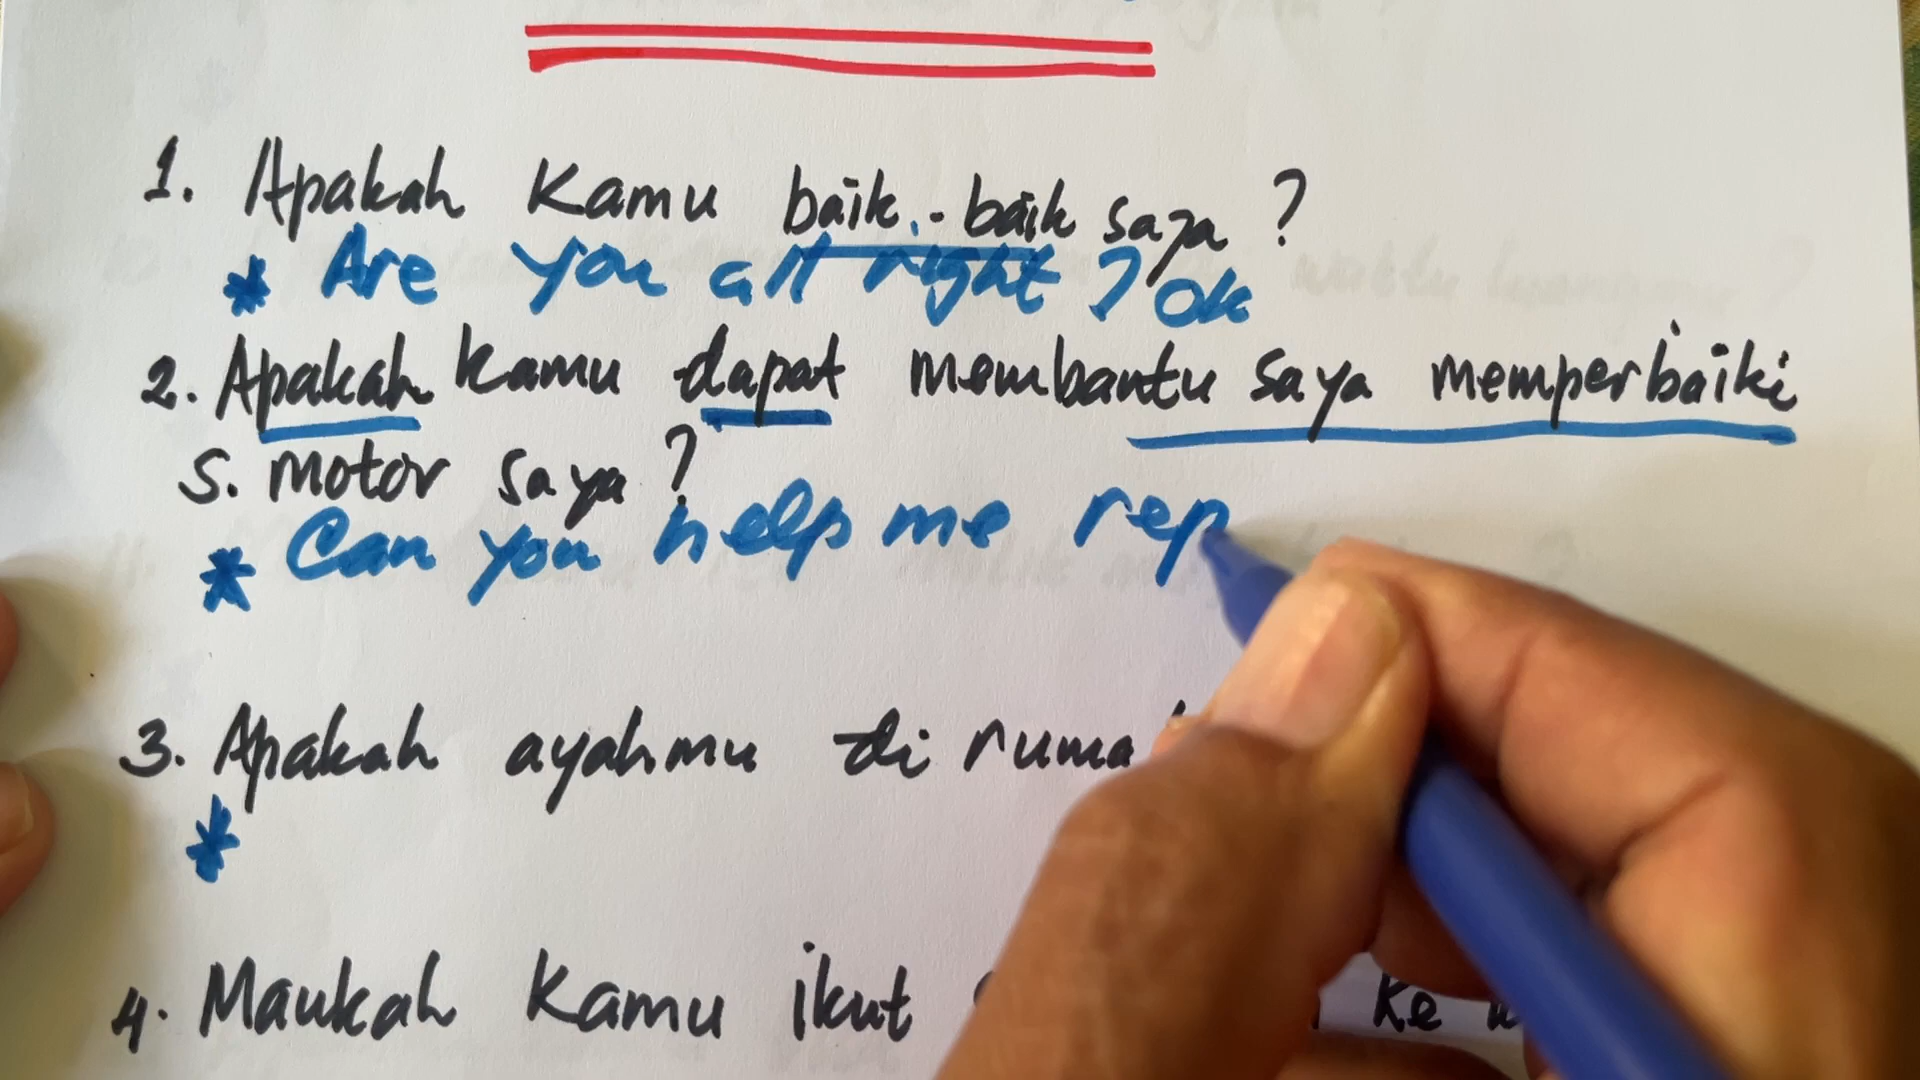 1. Apakah Kamu baik-baik saja ?
* Are you all right ? Ok
2. Apakah kamu dapat membantu saya memperbaiki
S. motor saya ?
* Can you help me rep
3. Apakah ayahmu di ruma
*
4. Maukah Kamu ikut ke